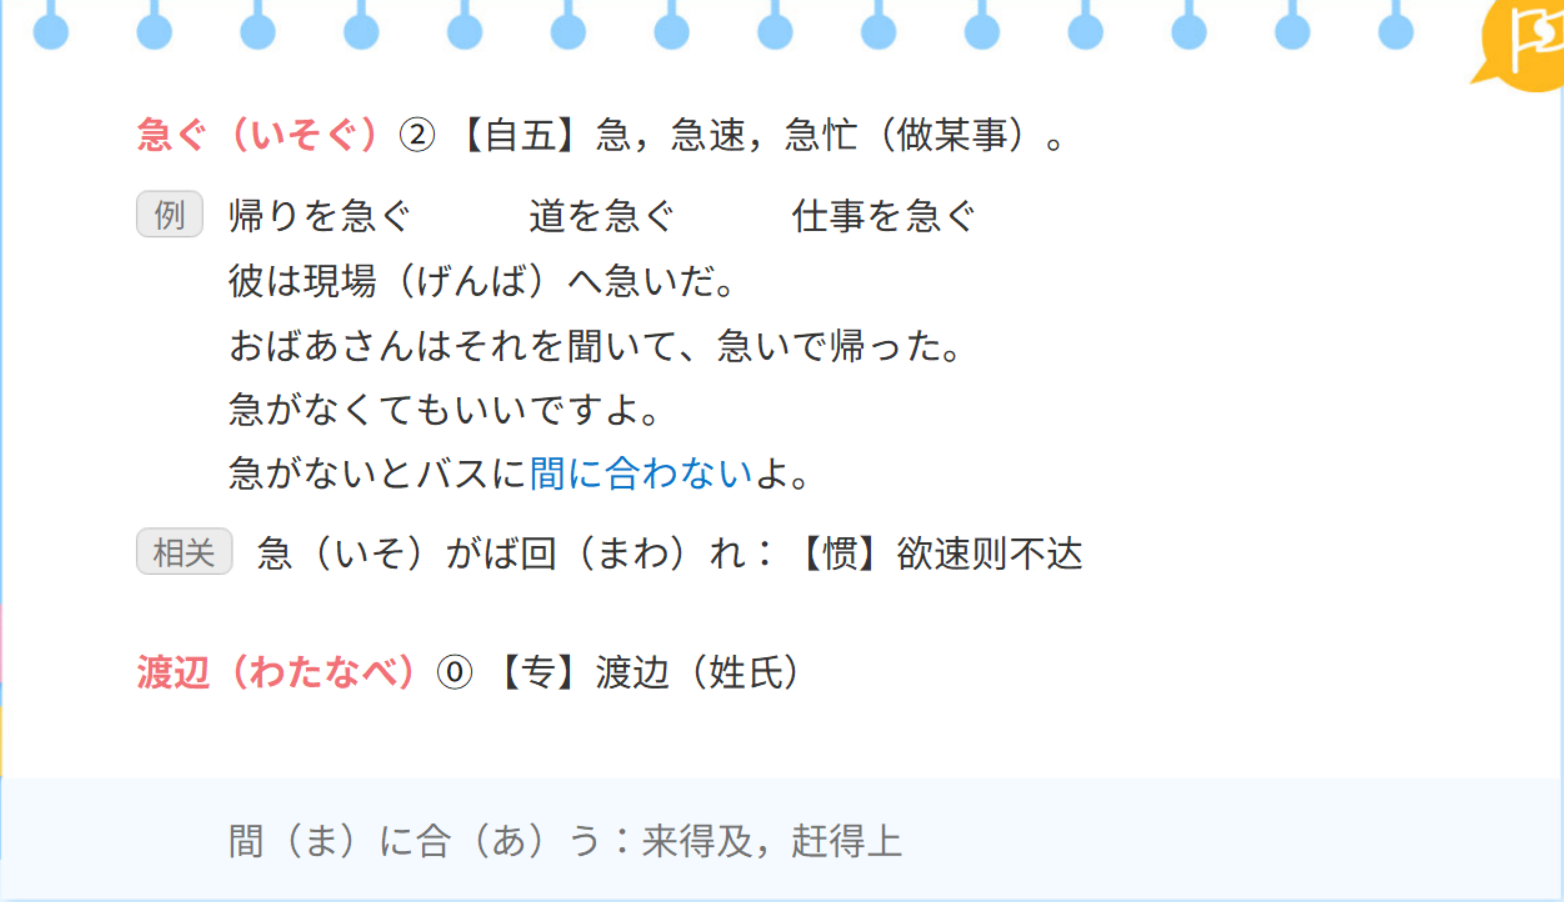 急ぐ（いそぐ）② 【自五】急，急速，急忙（做某事）。
例 帰りを急ぐ 道を急ぐ 仕事を急ぐ
彼は現場（げんば）へ急いだ。
おばあさんはそれを聞いて、急いで帰った。
急がなくてもいいですよ。
急がないとバスに間に合わないよ。
相关 急（いそ）がば回（まわ）れ：【惯】欲速则不达
渡辺（わたなべ）⓪ 【专】渡边（姓氏）
間（ま）に合（あ）う：来得及，赶得上